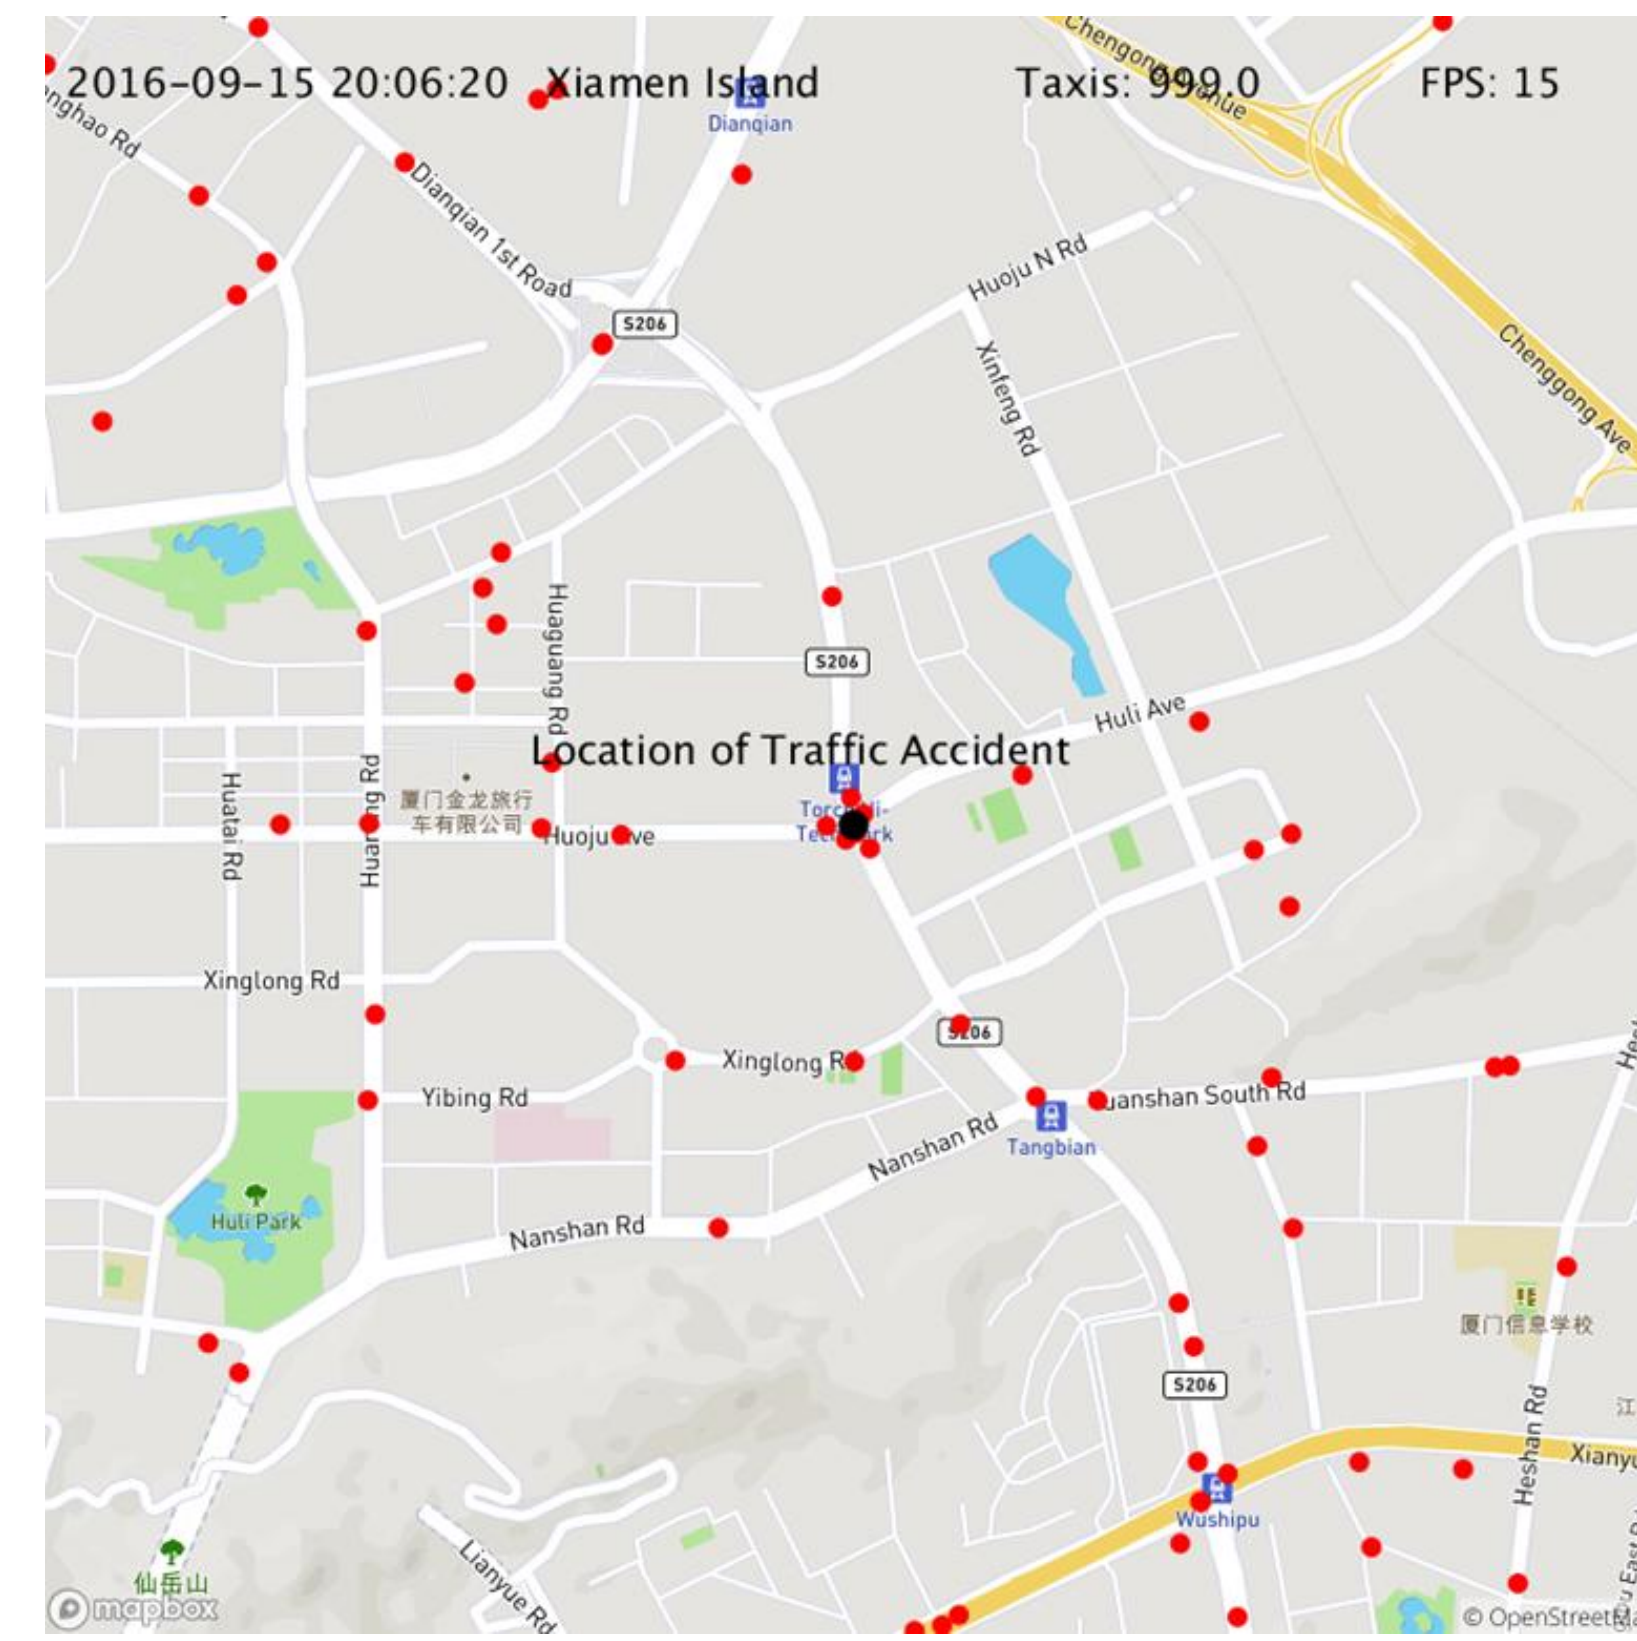 Chengong
2016-09-15 20:06:20 Xiamen Island Taxis: 999.0 FPS: 15
Dianqian
Dianqian 1st Road
Huoju N Rd
S206
Xinfeng Rd
Chenggong Ave
Huaguang Rd
S206
Huli Ave
Location of Traffic Accident
Huatai Rd
厦门金龙旅行
车有限公司
Huoju
Xinglong Rd
S206
Xinglong
Yibing Rd
South Rd
Nanshan Rd
Tangbian
Huli Park
Nanshan Rd
厦门信息学校
S206
Heshan Rd
Wushipu
Lianyue Rd
仙岳山
mapbox
© OpenStreetMa